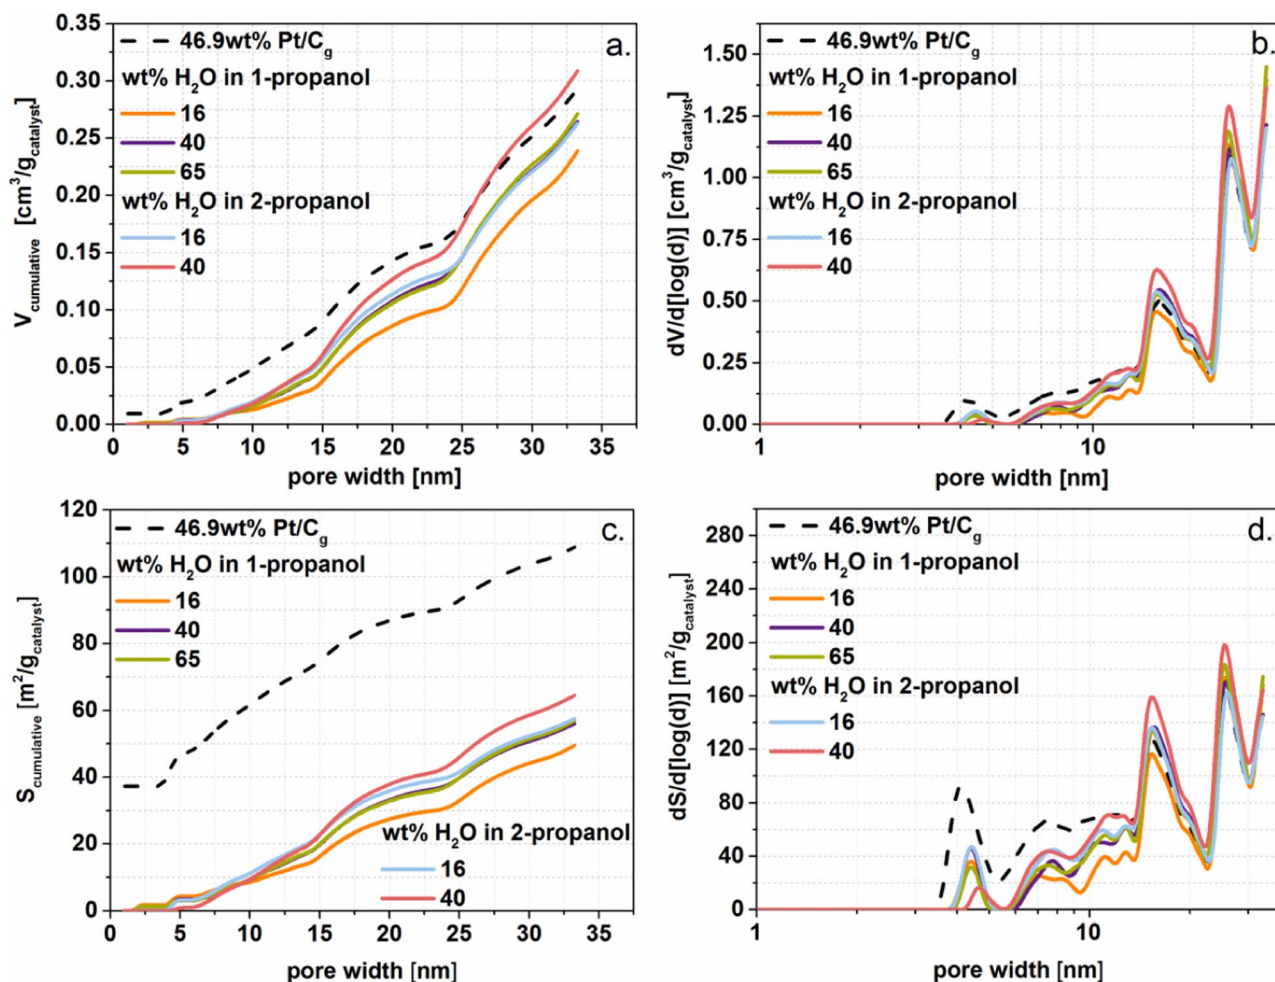 a.
46.9wt% Pt/Cg
wt% H2O in 1-propanol
16
40
65
wt% H2O in 2-propanol
16
40
0.35
0.30
0.25
0.20
0.15
0.10
0.05
0.00
Vcumulative [cm³/gcatalyst]
0 5 10 15 20 25 30 35
pore width [nm]
b.
46.9wt% Pt/Cg
wt% H2O in 1-propanol
16
40
65
wt% H2O in 2-propanol
16
40
1.50
1.25
1.00
0.75
0.50
0.25
0.00
dV/d[log(d)] [cm³/gcatalyst]
1 10
pore width [nm]
c.
46.9wt% Pt/Cg
wt% H2O in 1-propanol
16
40
65
wt% H2O in 2-propanol
16
40
120
100
80
60
40
20
0
Scumulative [m²/gcatalyst]
0 5 10 15 20 25 30 35
pore width [nm]
d.
46.9wt% Pt/Cg
wt% H2O in 1-propanol
16
40
65
wt% H2O in 2-propanol
16
40
280
240
200
160
120
80
40
0
dS/d[log(d)] [m²/gcatalyst]
1 10
pore width [nm]